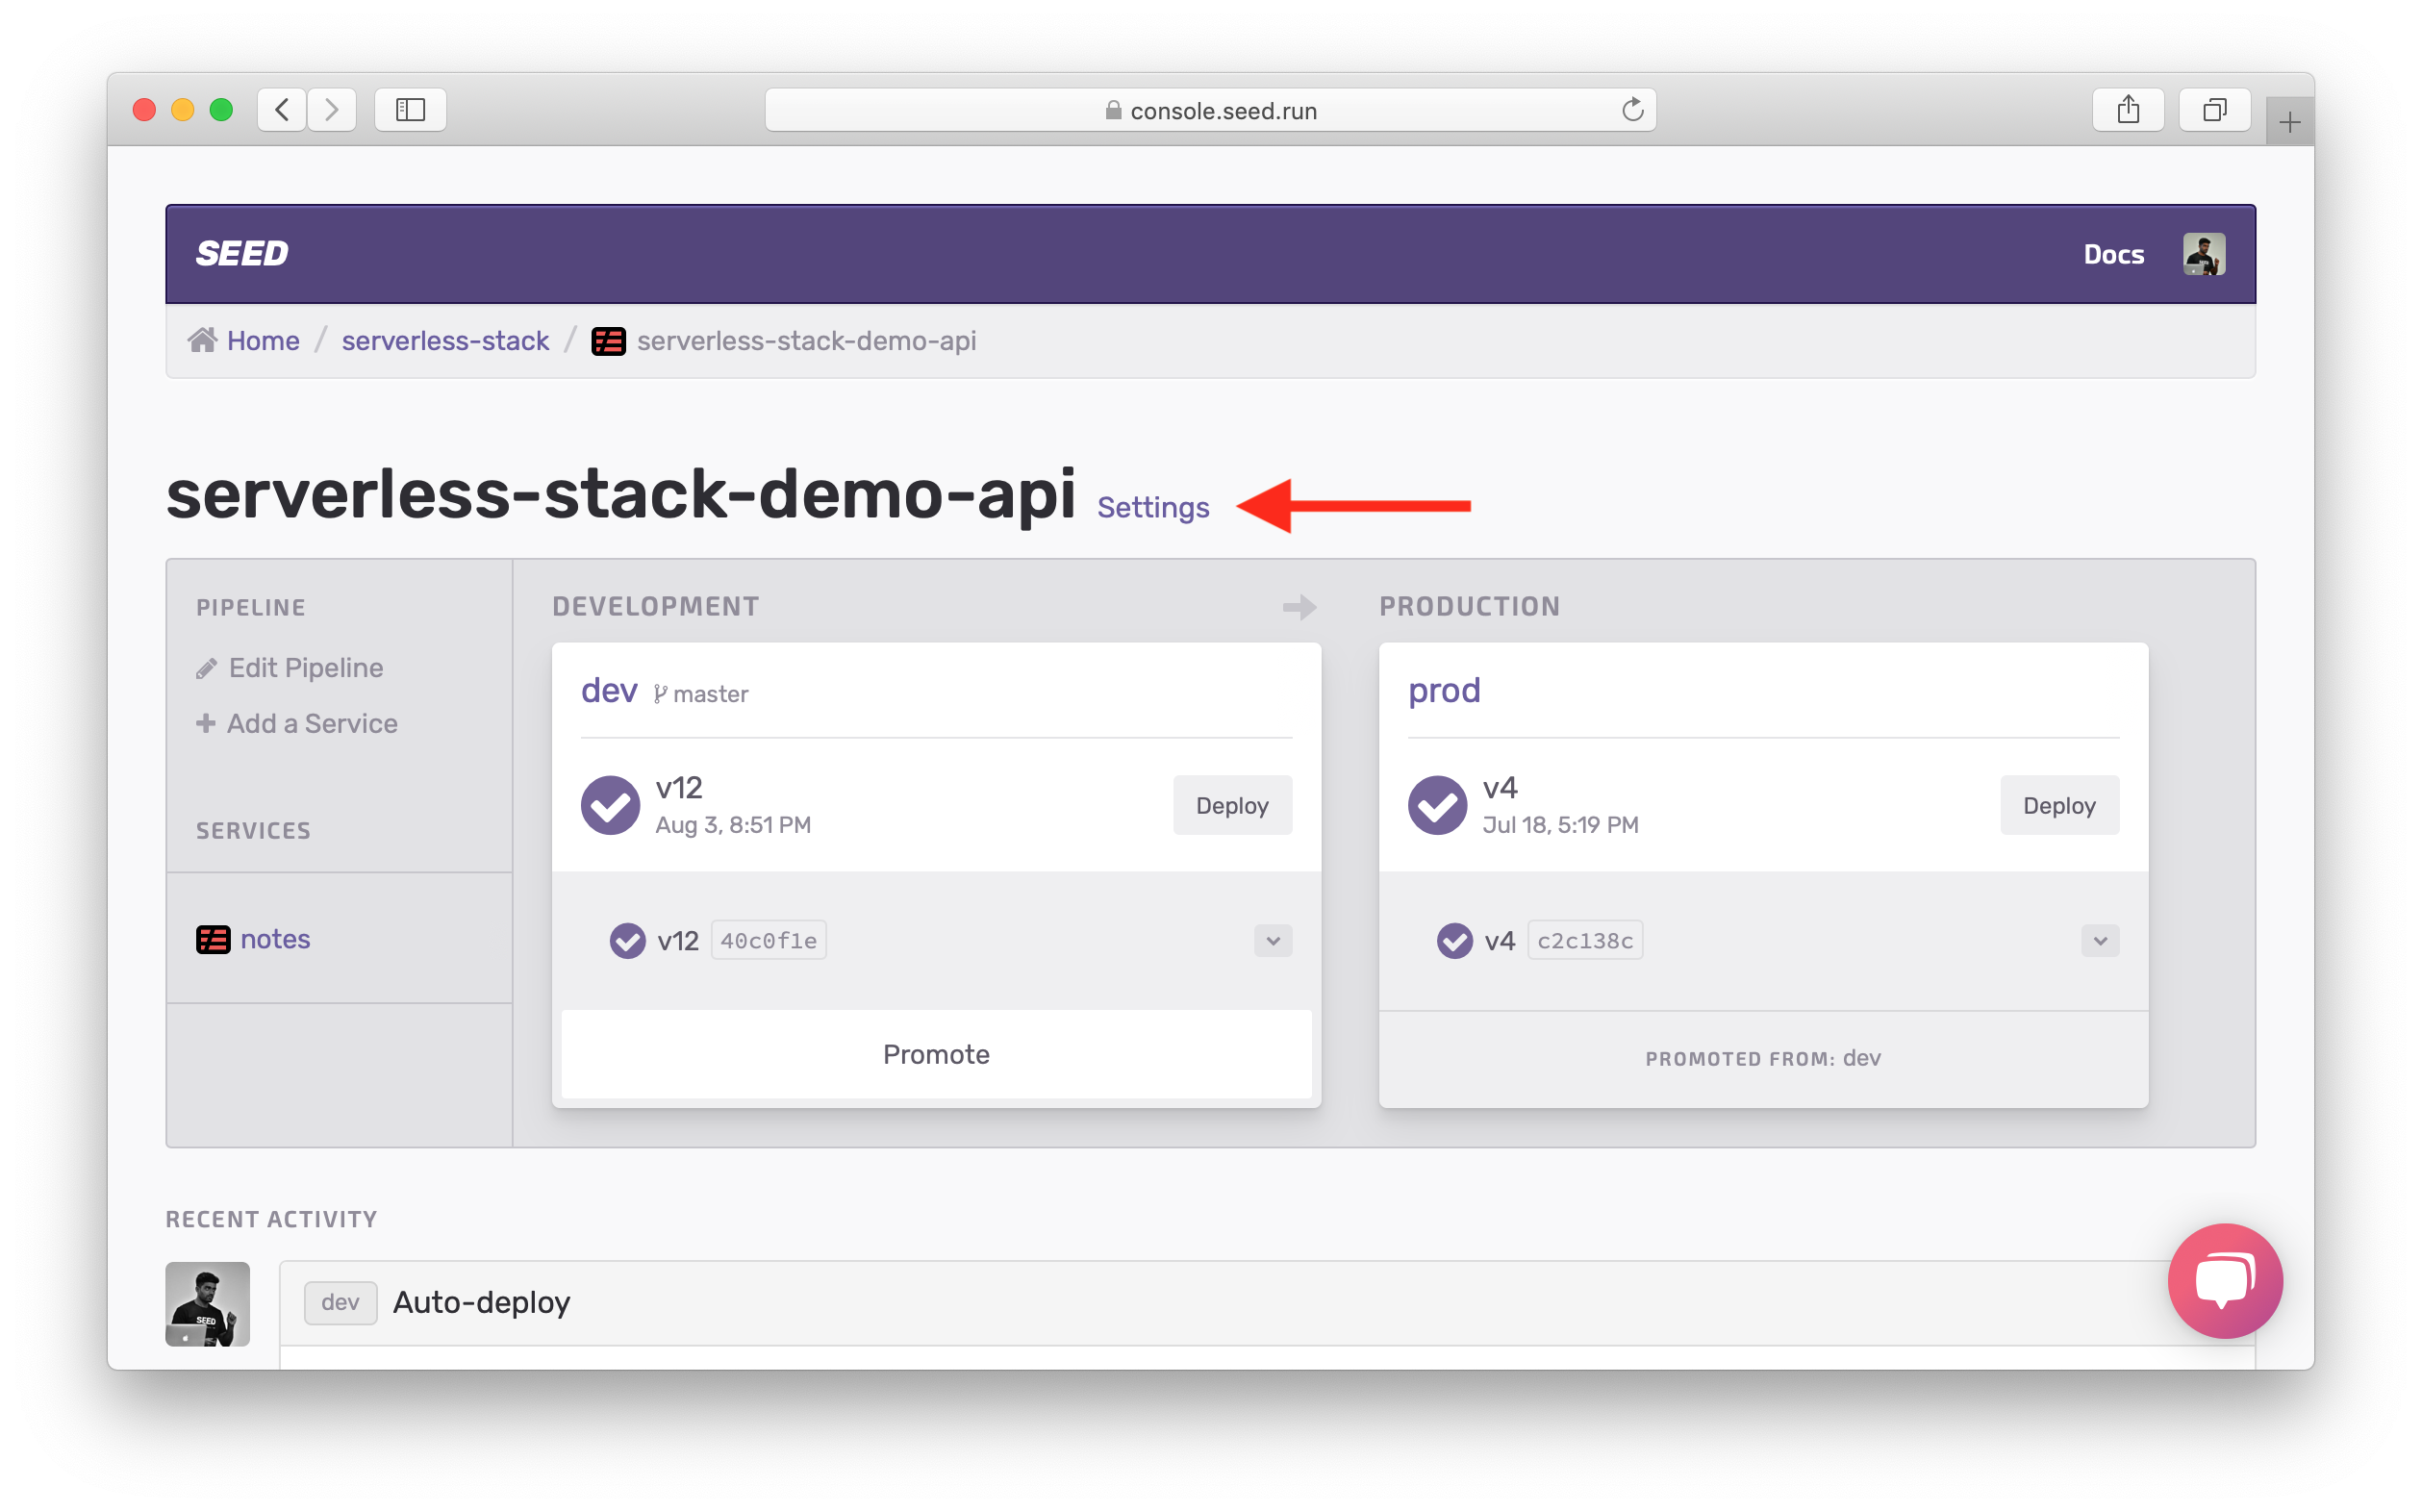 console.seed.run
SEED
Docs
Home / serverless-stack / serverless-stack-demo-api
serverless-stack-demo-api Settings
PIPELINE
Edit Pipeline
Add a Service
SERVICES
notes
DEVELOPMENT
dev master
v12
Aug 3, 8:51 PM
Deploy
v12 40c0f1e
Promote
PRODUCTION
prod
v4
Jul 18, 5:19 PM
Deploy
v4 c2c138c
PROMOTED FROM: dev
RECENT ACTIVITY
SEED
dev Auto-deploy